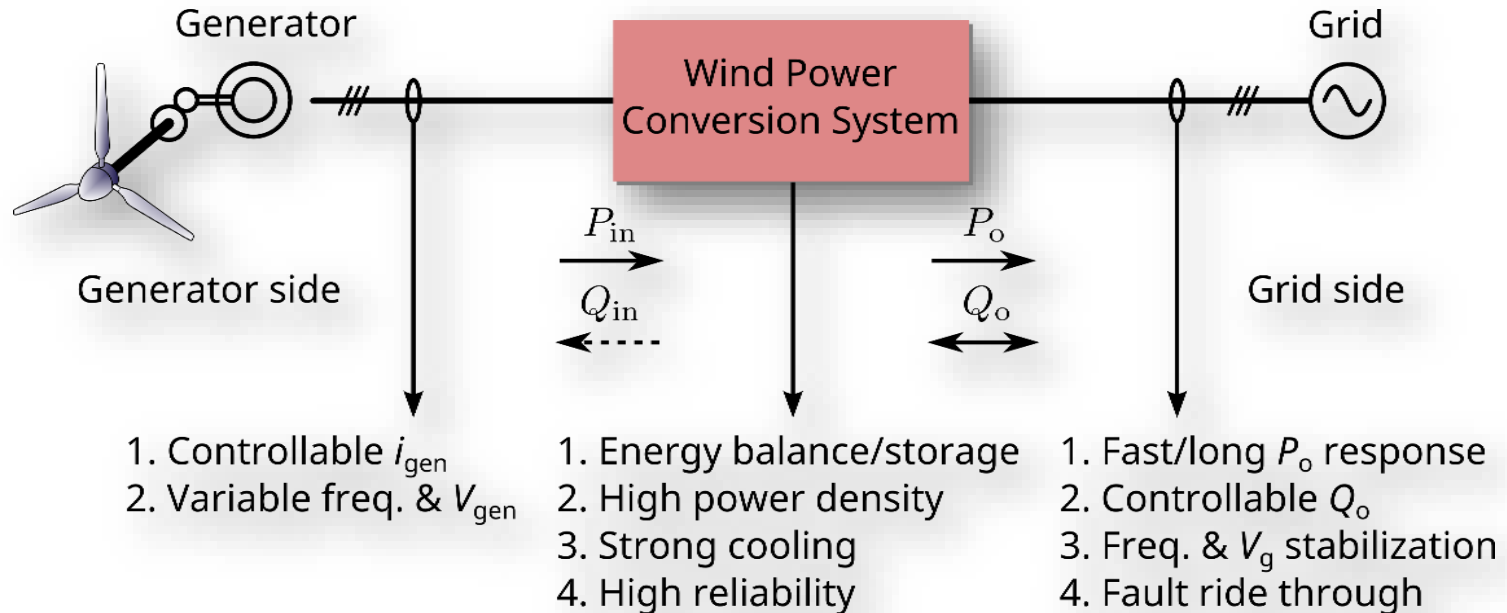 Generator
Wind Power
Conversion System
Grid
P_in
P_o
Generator side
Q_in
Q_o
Grid side
1. Controllable i_gen
2. Variable freq. & V_gen
1. Energy balance/storage
2. High power density
3. Strong cooling
4. High reliability
1. Fast/long P_o response
2. Controllable Q_o
3. Freq. & V_g stabilization
4. Fault ride through